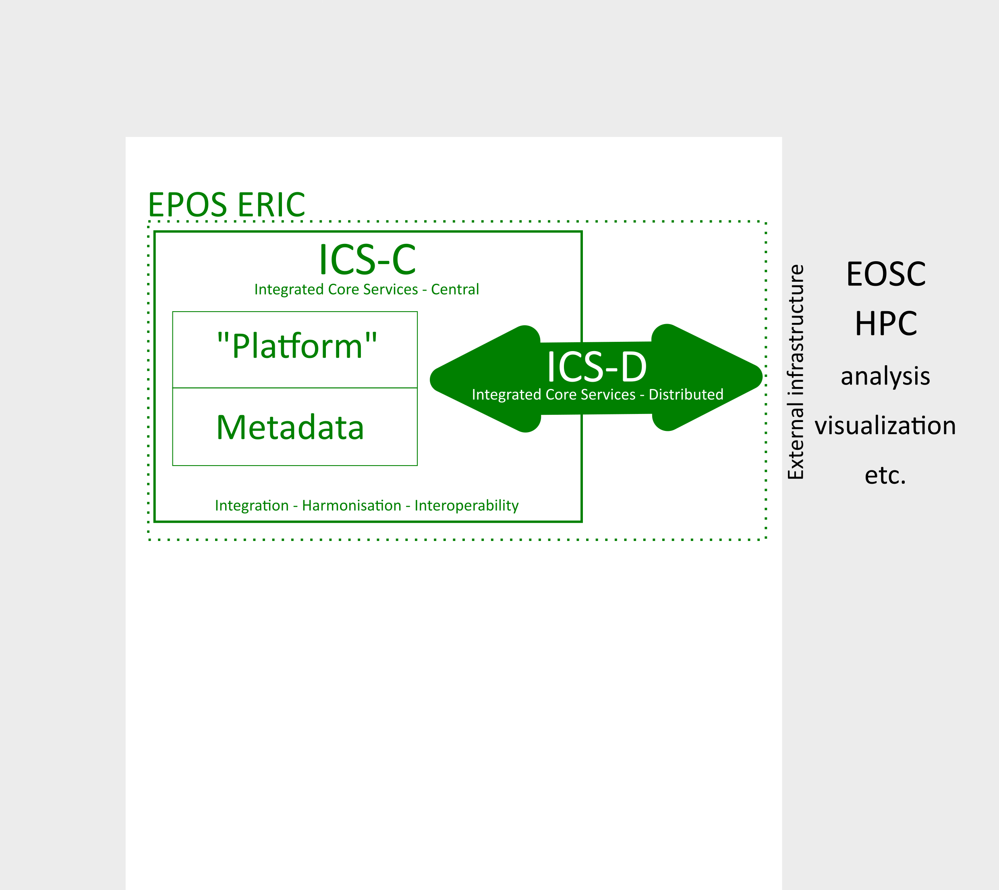 EPOS ERIC
ICS-C
Integrated Core Services - Central
"Platform"
Metadata
Integration - Harmonisation - Interoperability
ICS-D
Integrated Core Services - Distributed
External infrastructure
EOSC
HPC
analysis
visualization
etc.